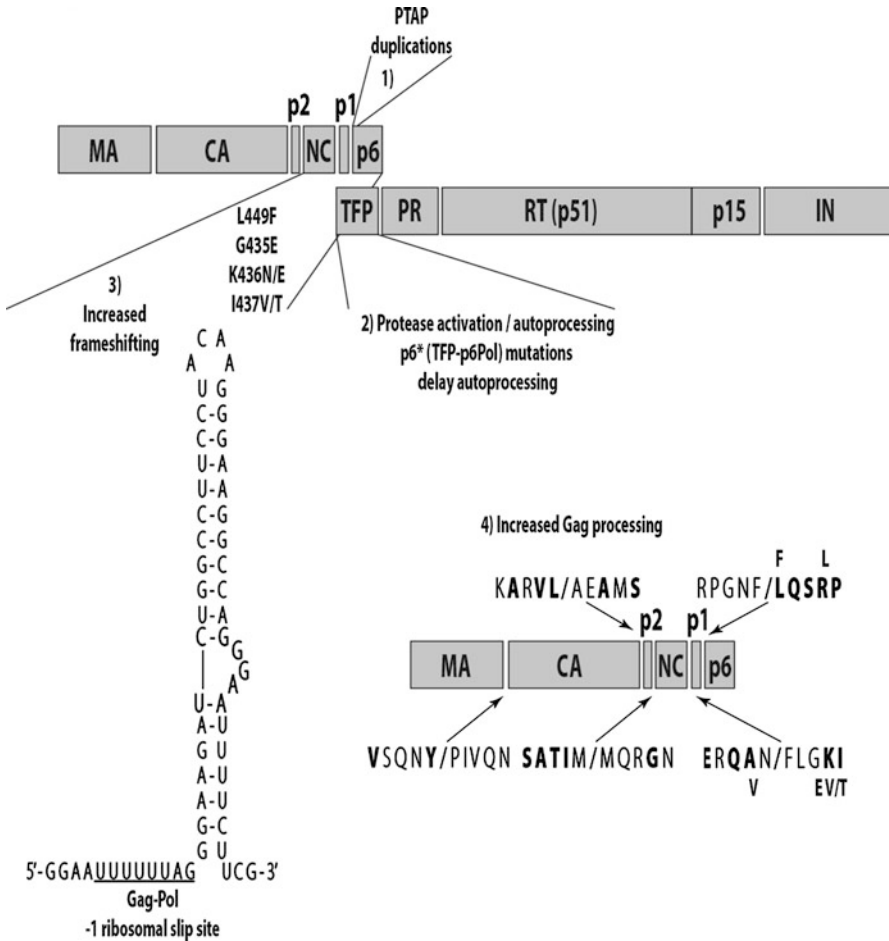 PTAP
duplications
1)
p2
p1
MA
CA
NC
p6
TFP
PR
RT (p51)
p15
IN
L449F
G435E
K436N/E
I437V/T
3)
Increased
frameshifting
2) Protease activation / autoprocessing
p6* (TFP-p6Pol) mutations
delay autoprocessing
C A
A A
U G
C-G
C-G
U-A
U-A
C-G
C-G
G-C
G-C
U-A
C-G G
G
A
U-A
A-U
G-U
A-U
A-U
G-C
G U
5'-GGAAUUUUUUAG UCG-3'
Gag-Pol
-1 ribosomal slip site
4) Increased Gag processing
F L
KARVL/AEAMS
RPGNF/LQSRP
p2
p1
MA
CA
NC
p6
VSQNY/PIVQN
SATIM/MQRGN
ERQAN/FLGKI
V EV/T